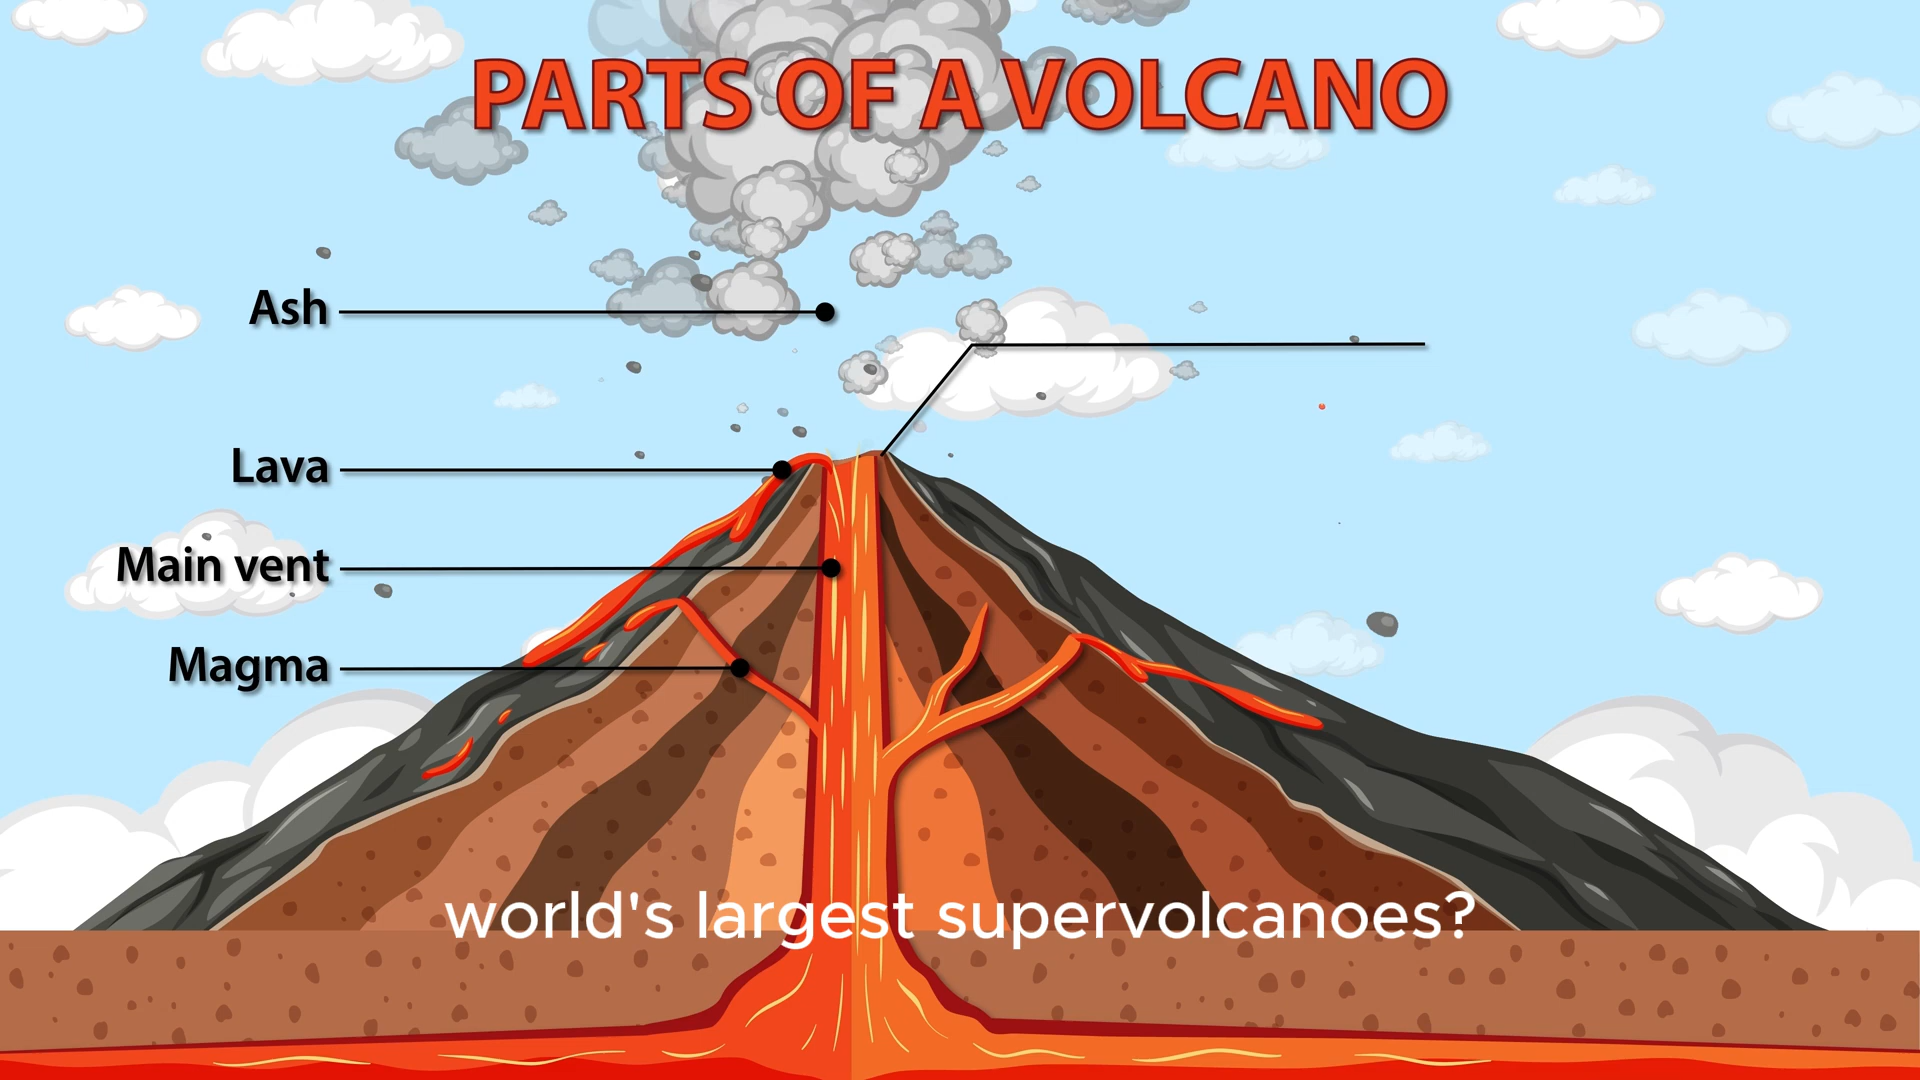 PARTS OF A VOLCANO
Ash
Lava
Main vent
Magma
world's largest supervolcanoes?